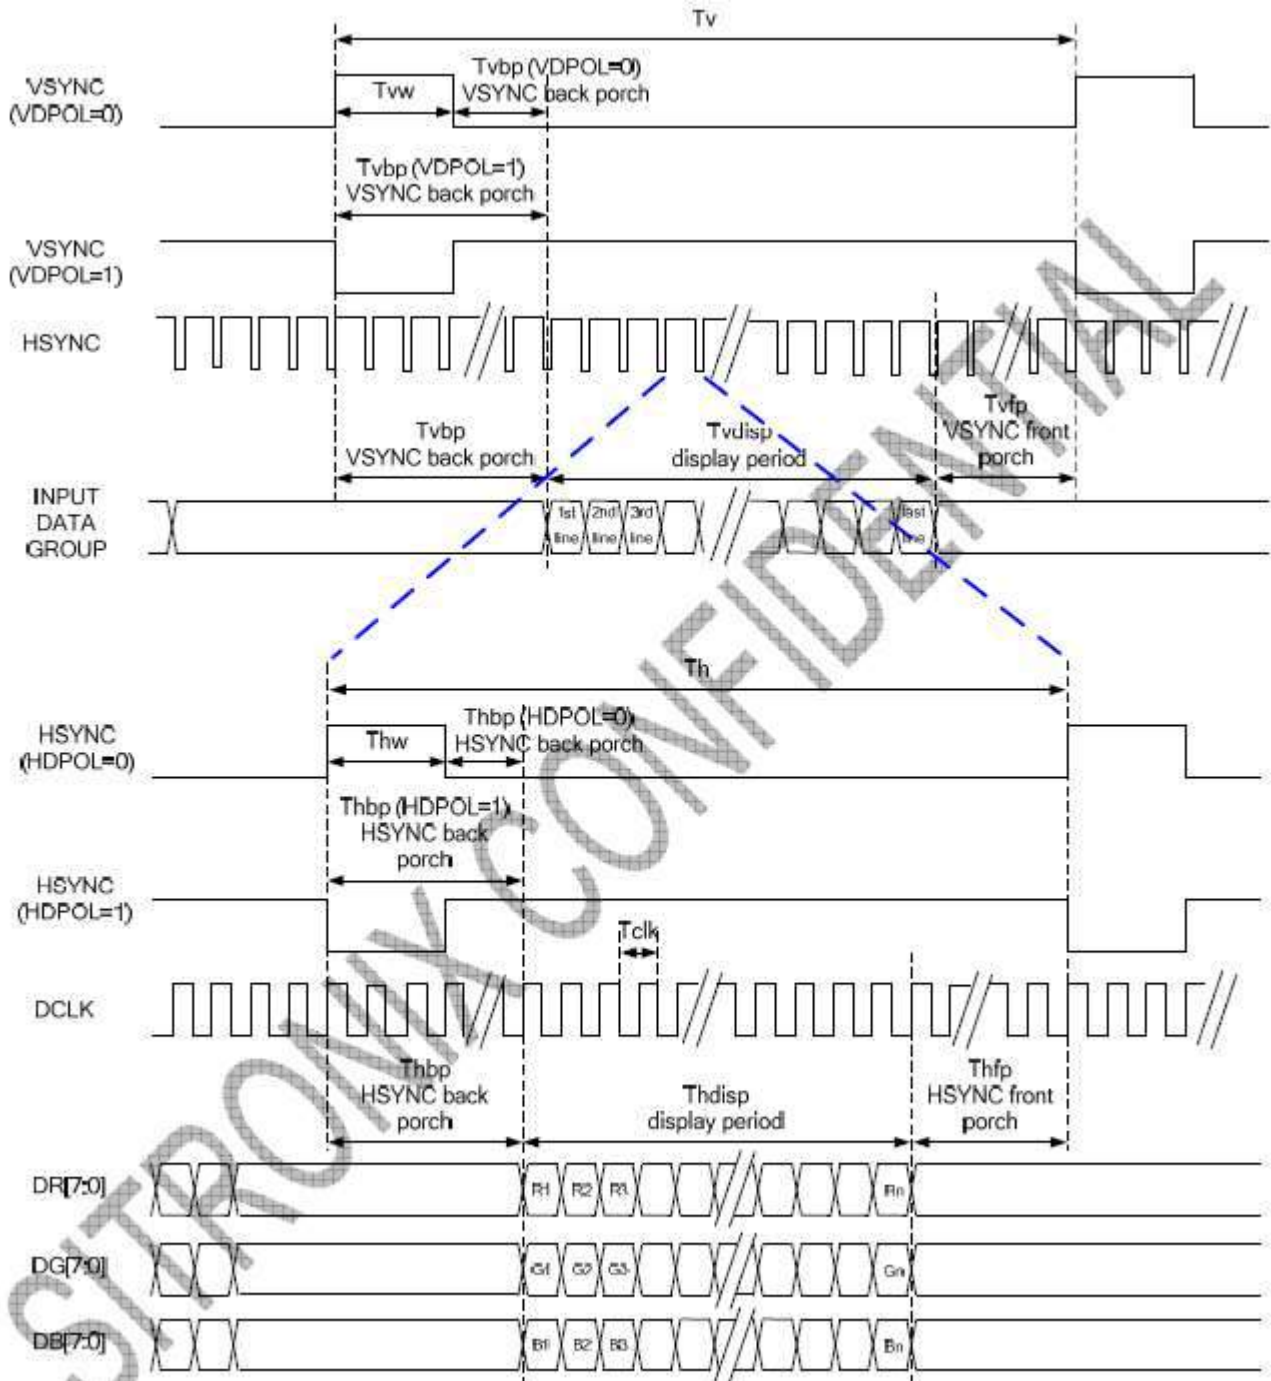 Tv
VSYNC
(VDPOL=0)
Tvw
Tvbp (VDPOL=0)
VSYNC back porch
Tvbp (VDPOL=1)
VSYNC back porch
VSYNC
(VDPOL=1)
HSYNC
Tvbp
VSYNC back porch
Tvdisp
display period
Tvfp
VSYNC front
porch
INPUT
DATA
GROUP
1st
line
2nd
line
3rd
line
last
line
Th
HSYNC
(HDPOL=0)
Thw
Thbp (HDPOL=0)
HSYNC back porch
Thbp (HDPOL=1)
HSYNC back
porch
HSYNC
(HDPOL=1)
Tclk
DCLK
Thbp
HSYNC back
porch
Thdisp
display period
Thfp
HSYNC front
porch
DR[7:0]
R1 R2 R3 Rn
DG[7:0]
G1 G2 G3 Gn
DB[7:0]
B1 B2 B3 Bn
SITRONIX CONFIDENTIAL